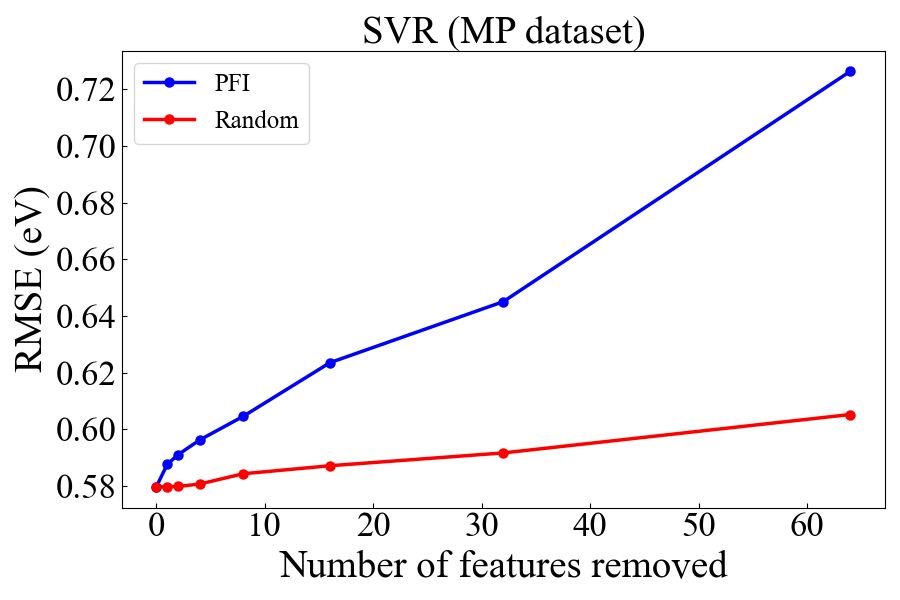 SVR (MP dataset)
PFI
Random
RMSE (eV)
0.72
0.70
0.68
0.66
0.64
0.62
0.60
0.58
0 10 20 30 40 50 60
Number of features removed